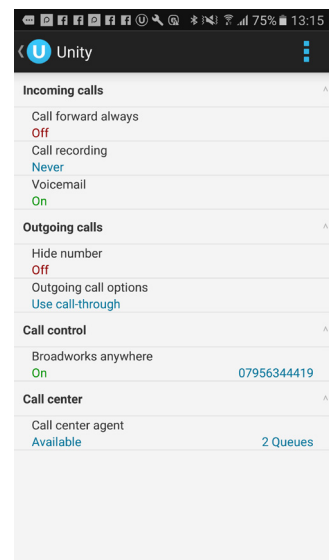 75% 13:15
Unity
Incoming calls
Call forward always
Off
Call recording
Never
Voicemail
On
Outgoing calls
Hide number
Off
Outgoing call options
Use call-through
Call control
Broadworks anywhere
On 07956344419
Call center
Call center agent
Available 2 Queues